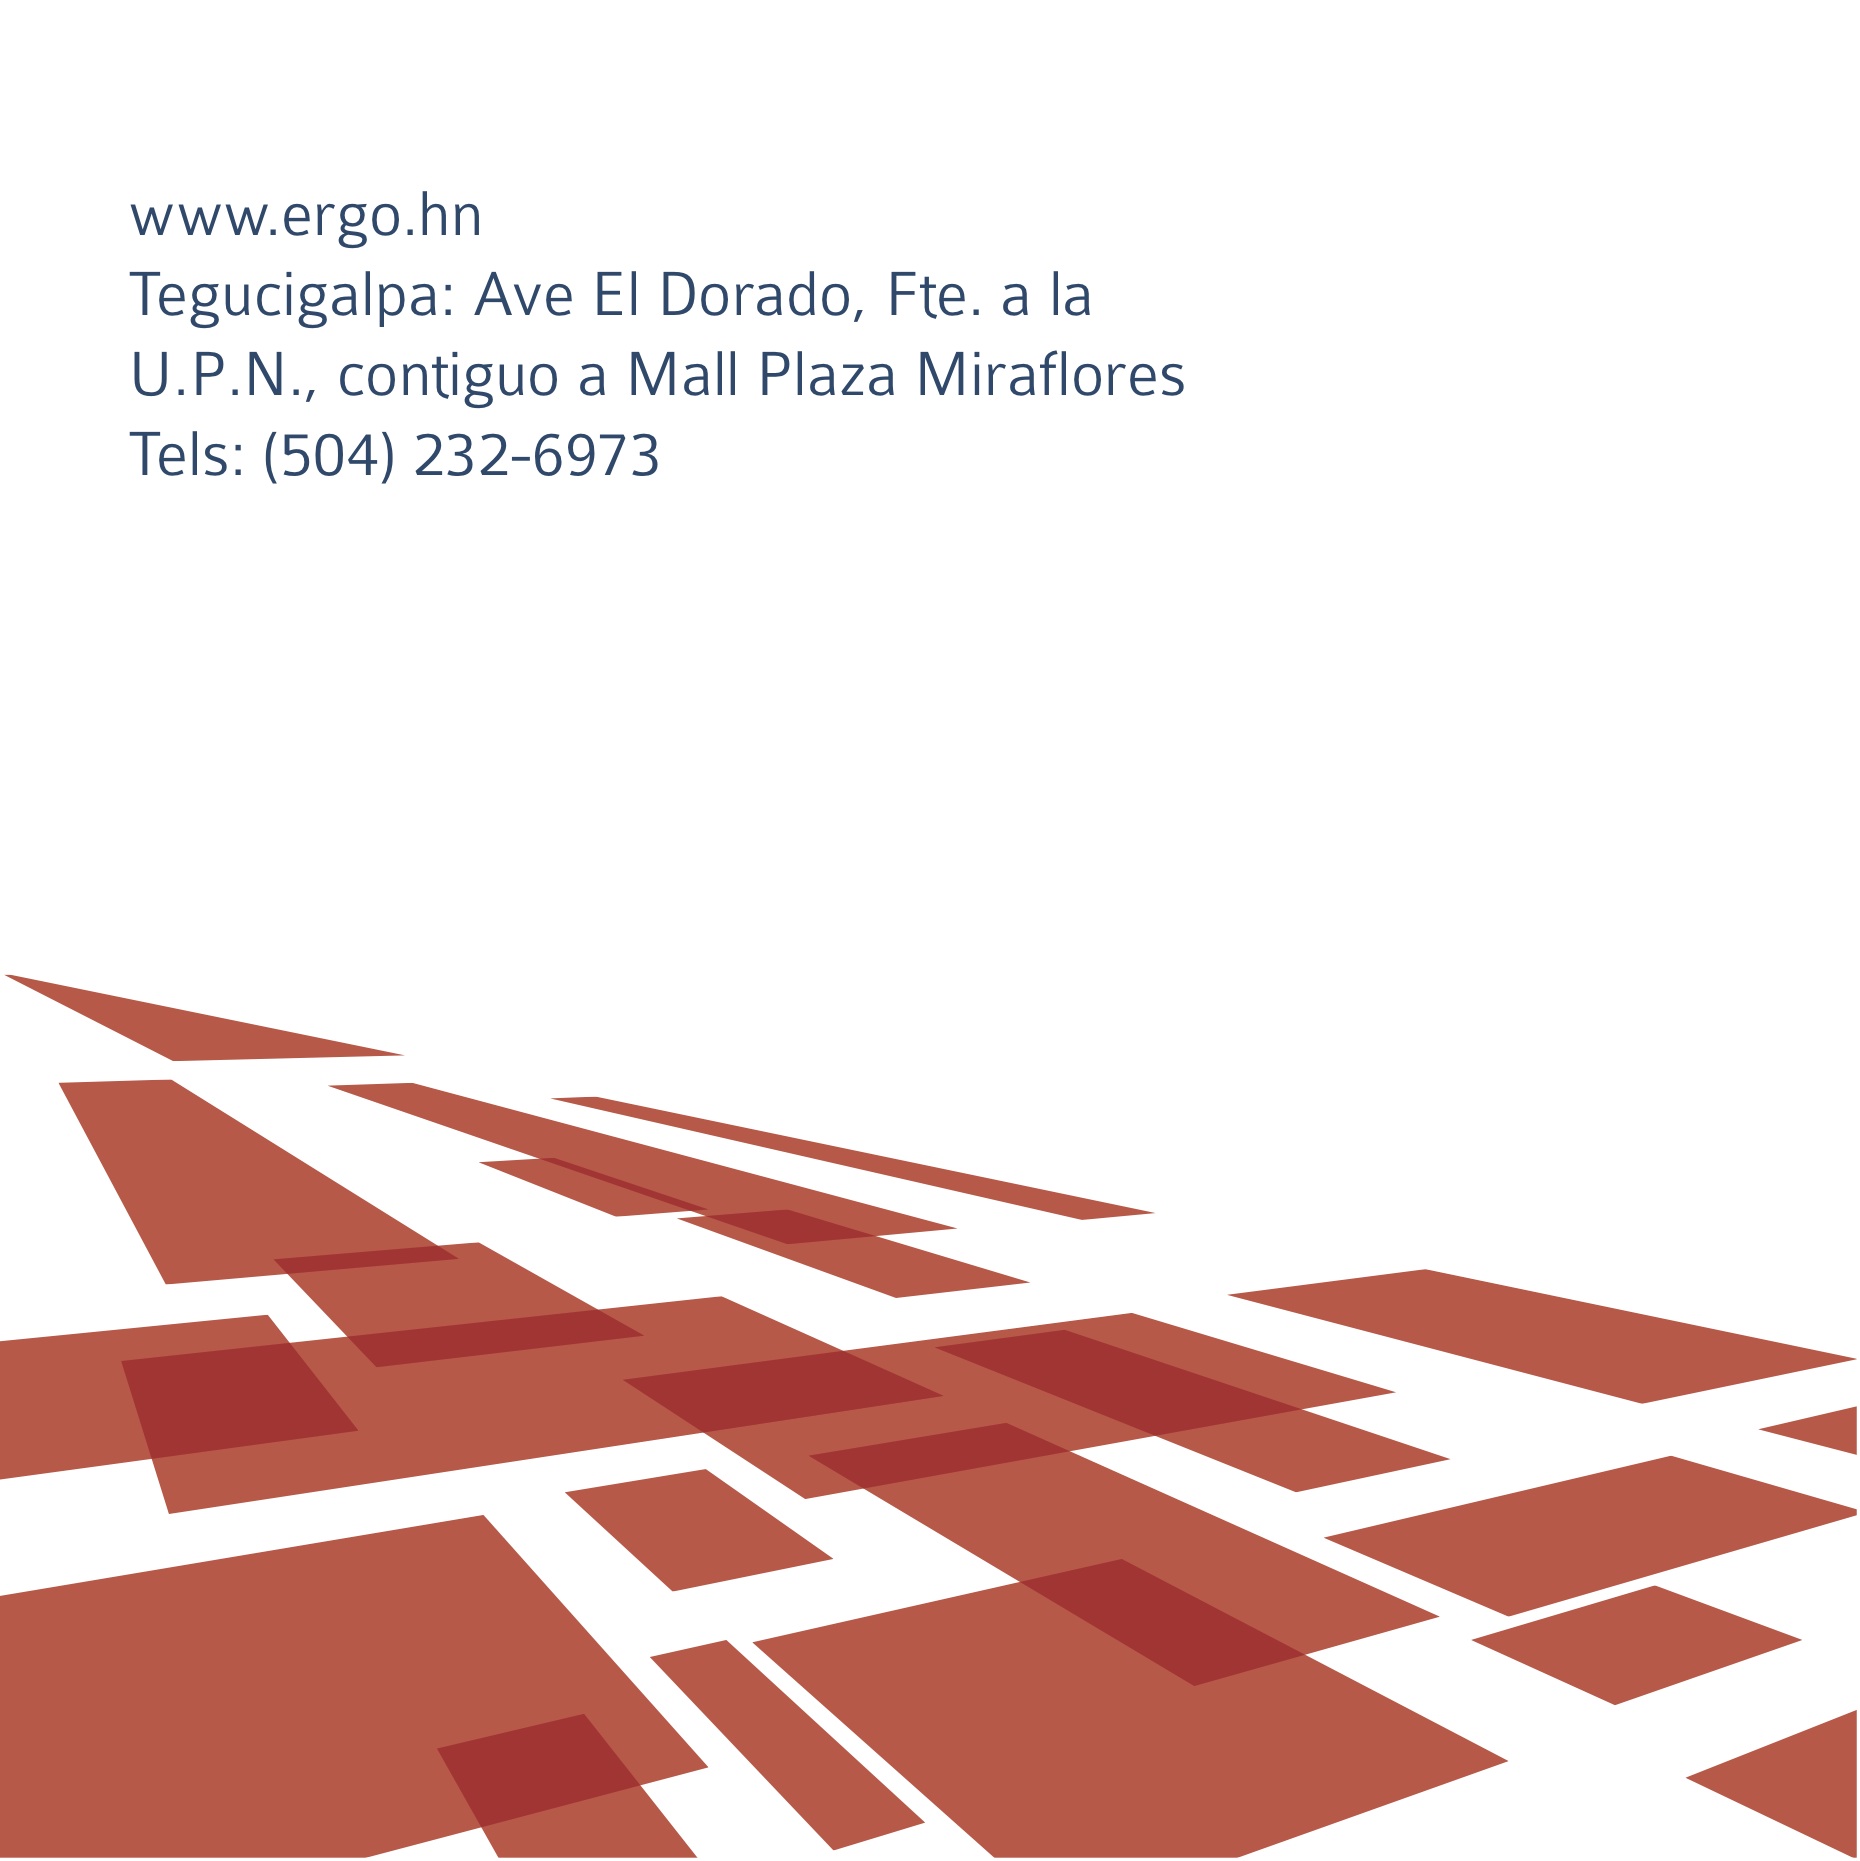 www.ergo.hn
Tegucigalpa: Ave El Dorado, Fte. a la
U.P.N., contiguo a Mall Plaza Miraflores
Tels: (504) 232-6973